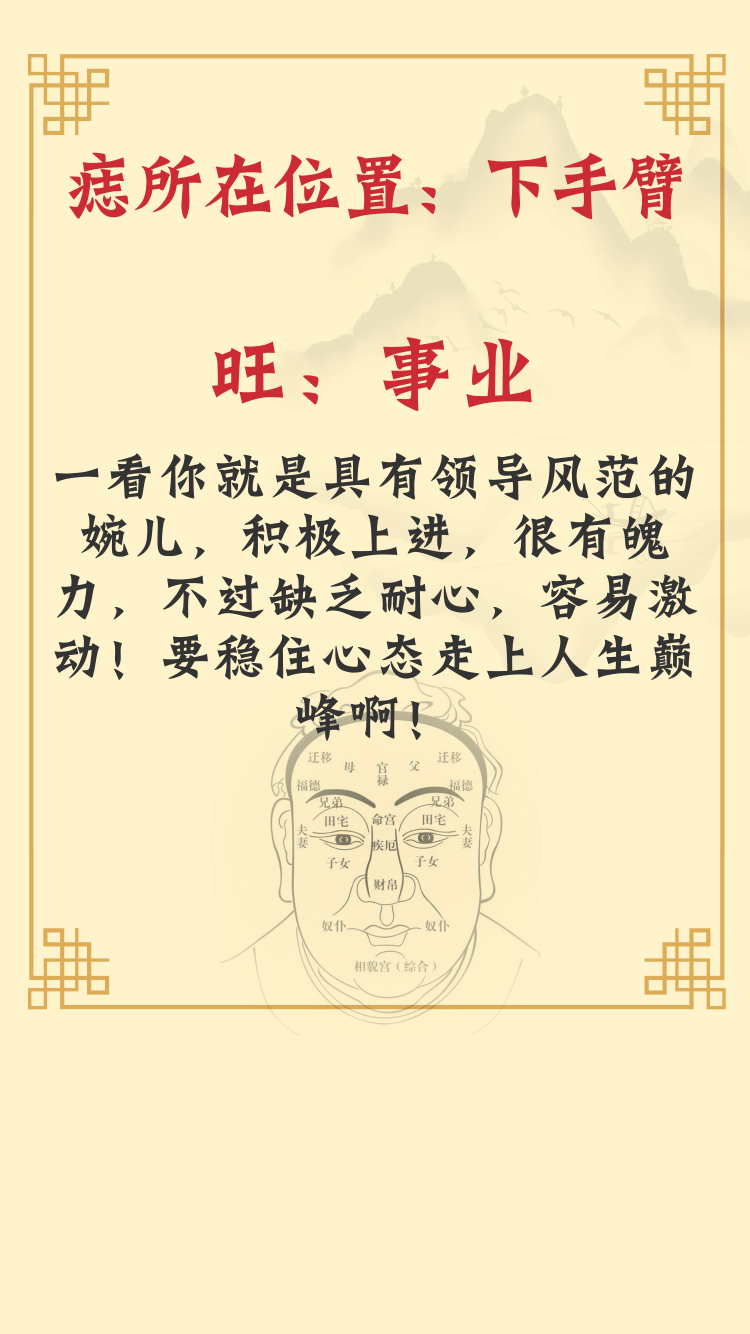 痣所在位置：下手臂
旺：事业
一看你就是具有领导风范的
婉儿，积极上进，很有魄
力，不过缺乏耐心，容易激
动！要稳住心态走上人生巅
峰啊！
迁移 母 官禄 父 迁移
福德 福德
兄弟 兄弟
田宅 命宫 田宅
夫妻 疾厄 夫妻
子女 子女
财帛
奴仆 奴仆
相貌宫（综合）